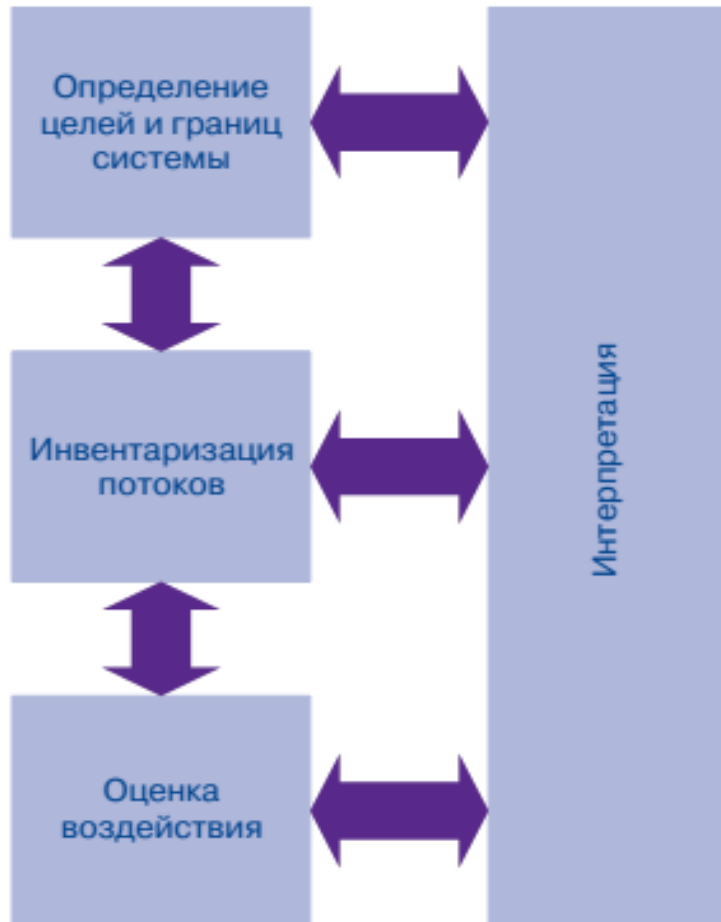 Определение
целей и границ
системы
Инвентаризация
потоков
Интерпретация
Оценка
воздействия